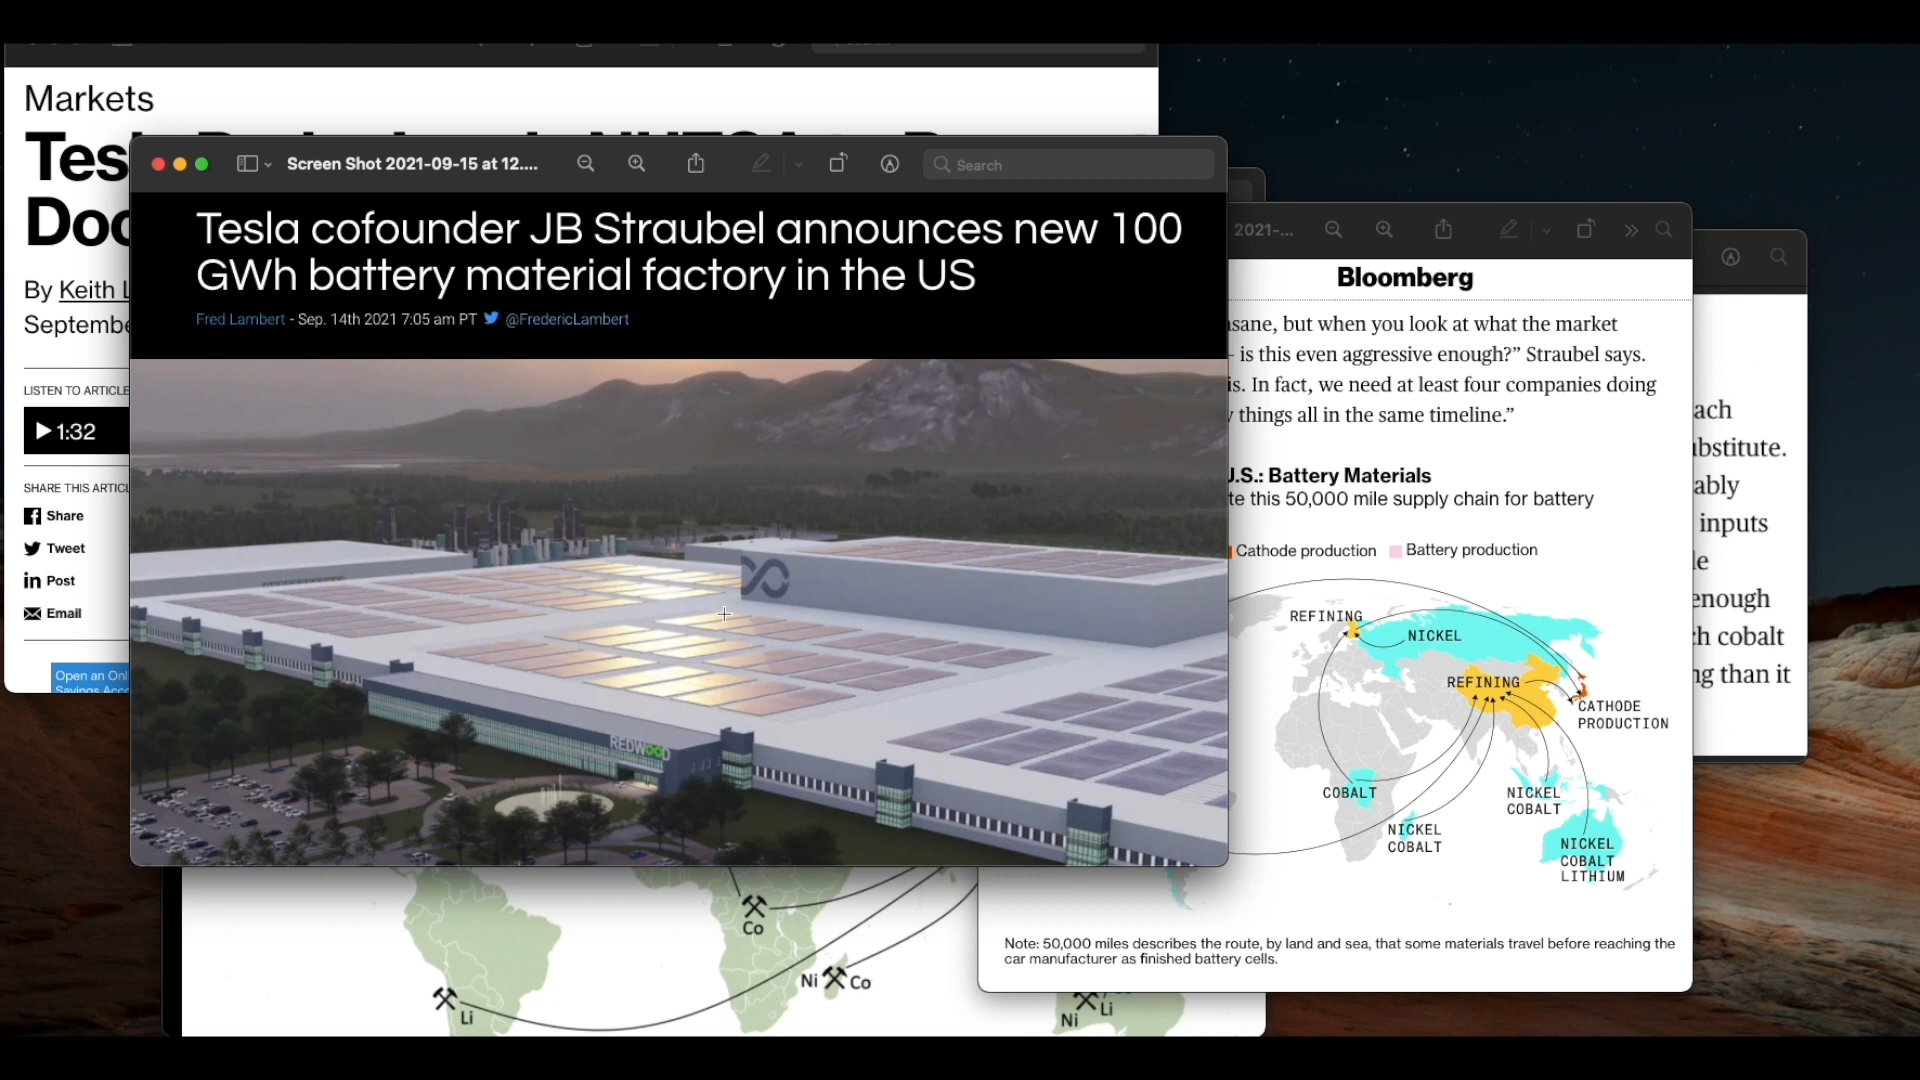 Markets
Tes
Doc
By Keith L
Septembe
LISTEN TO ARTICLE
1:32
SHARE THIS ARTICL
Share
Tweet
Post
Email
Open an Onl
Savings Acc
Screen Shot 2021-09-15 at 12....
Search
Tesla cofounder JB Straubel announces new 100
GWh battery material factory in the US
Fred Lambert - Sep. 14th 2021 7:05 am PT @FredericLambert
REDWOOD
2021-...
Bloomberg
sane, but when you look at what the market
- is this even aggressive enough?” Straubel says.
is. In fact, we need at least four companies doing
y things all in the same timeline.”
U.S.: Battery Materials
te this 50,000 mile supply chain for battery
Cathode production Battery production
REFINING
NICKEL
REFINING
CATHODE
PRODUCTION
COBALT
NICKEL
COBALT
NICKEL
COBALT
NICKEL
COBALT
LITHIUM
Note: 50,000 miles describes the route, by land and sea, that some materials travel before reaching the
car manufacturer as finished battery cells.
ach
ubstitute.
ably
inputs
le
enough
h cobalt
ng than it
Co
Ni Co
Li
Ni Li